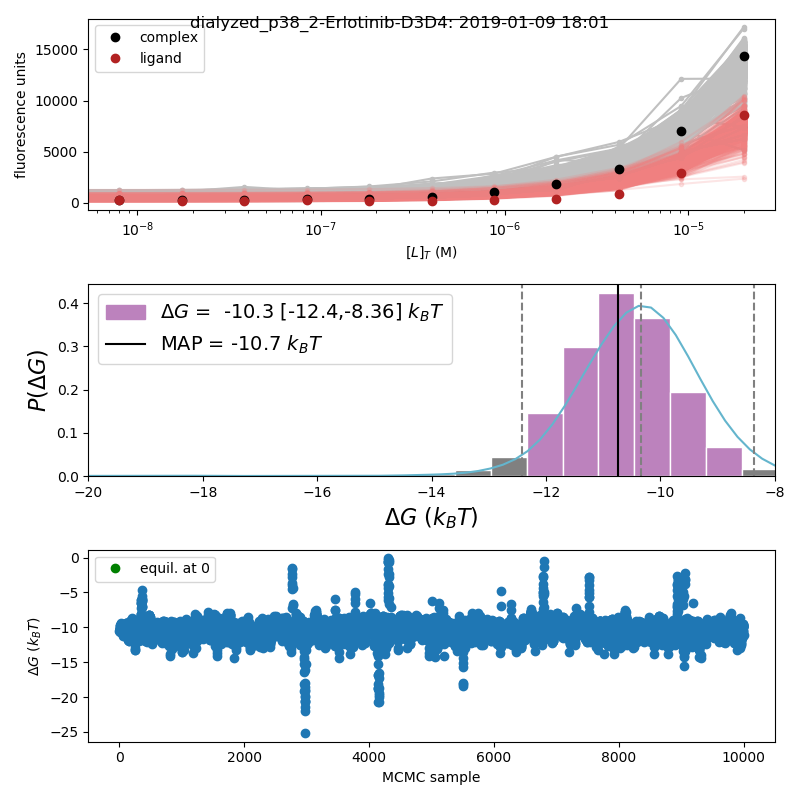 dialyzed_p38_2-Erlotinib-D3D4: 2019-01-09 18:01
complex
ligand
fluorescence units
15000
10000
5000
0
10⁻⁸
10⁻⁷
10⁻⁶
10⁻⁵
[L]_T (M)
ΔG = -10.3 [-12.4,-8.36] k_BT
MAP = -10.7 k_BT
P(ΔG)
0.4
0.3
0.2
0.1
0.0
−20
−18
−16
−14
−12
−10
−8
ΔG (k_BT)
equil. at 0
ΔG (k_BT)
0
−5
−10
−15
−20
−25
0
2000
4000
6000
8000
10000
MCMC sample